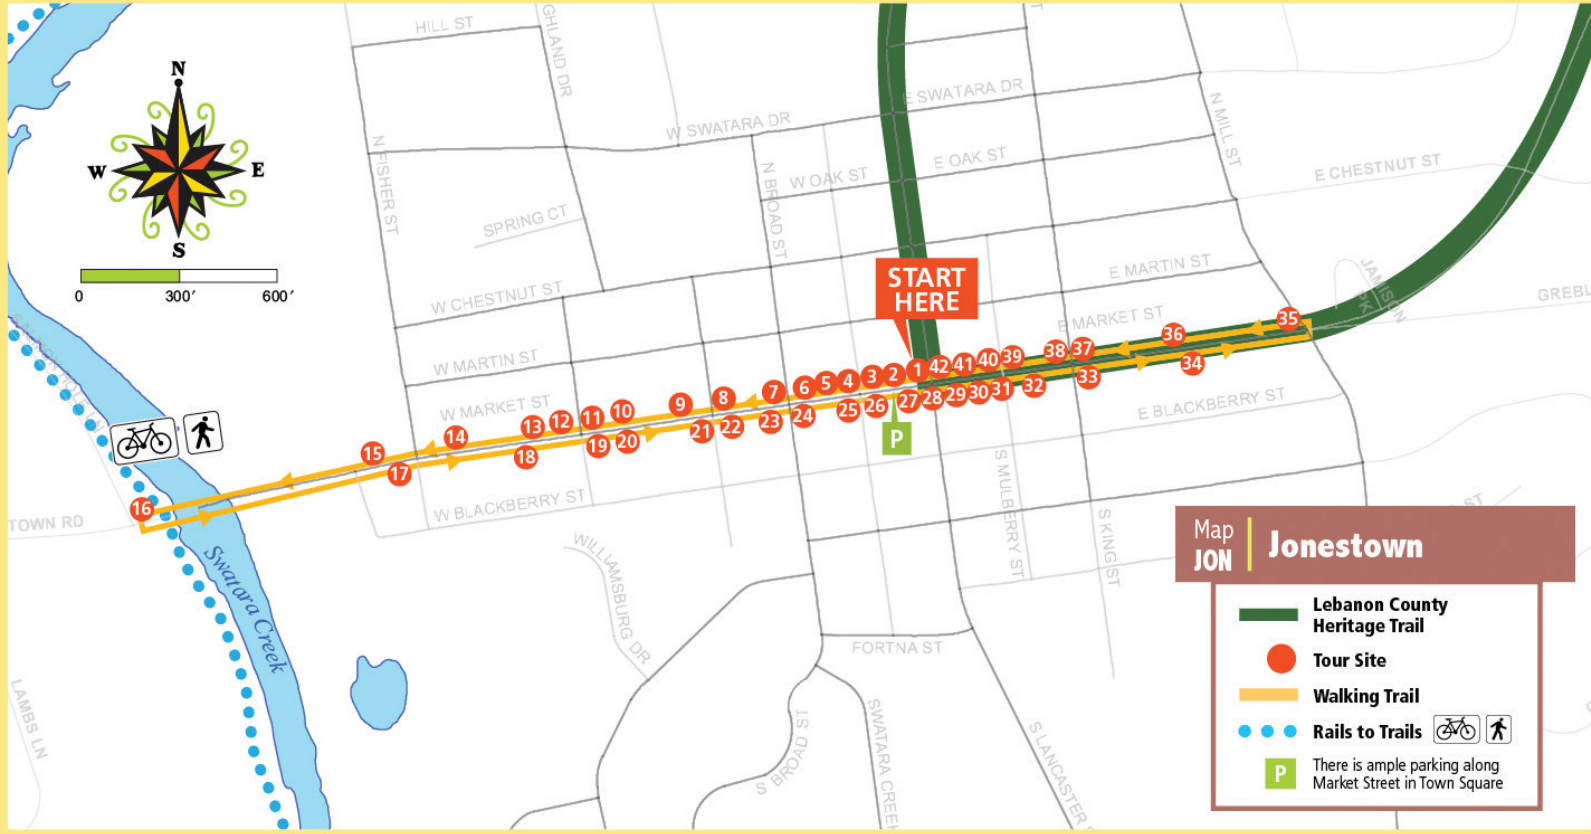 HILL ST
GHLAND DR
N
W
E
S
0
300′
600′
N FISHER ST
SPRING CT
W SWATARA DR
E SWATARA DR
N BROAD ST
W OAK ST
E OAK ST
N MILL ST
E CHESTNUT ST
W CHESTNUT ST
E MARTIN ST
W MARTIN ST
START
HERE
E MARKET ST
JAMISON
PK
GREBL
W MARKET ST
1
2
3
4
5
6
7
8
9
10
11
12
13
14
15
16
17
18
19
20
21
22
23
24
25
26
27
28
29
30
31
32
33
34
35
36
37
38
39
40
41
42
P
E BLACKBERRY ST
W BLACKBERRY ST
TOWN RD
Swatara Creek
WILLIAMSBURG DR
S MULBERRY ST
S KING ST
ST
FORTNA ST
LAMBS LN
S BROAD ST
SWATARA CREEK
S LANCASTER
Map
JON
Jonestown
Lebanon County
Heritage Trail
Tour Site
Walking Trail
Rails to Trails
P
There is ample parking along
Market Street in Town Square